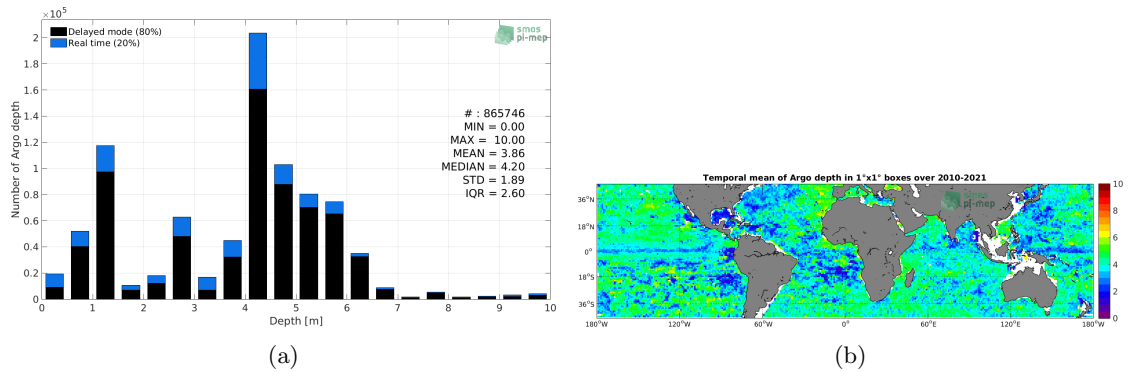 ×10⁵
Delayed mode (80%)
Real time (20%)
smos
pi-mep
2
1.8
1.6
1.4
1.2
1
0.8
0.6
0.4
0.2
0
Number of Argo depth
# : 865746
MIN = 0.00
MAX = 10.00
MEAN = 3.86
MEDIAN = 4.20
STD = 1.89
IQR = 2.60
0 1 2 3 4 5 6 7 8 9 10
Depth [m]
(a)
Temporal mean of Argo depth in 1°x1° boxes over 2010-2021
smos
pi-mep
36°N
18°N
0°
18°S
36°S
180°W 120°W 60°W 0° 60°E 120°E 180°W
10
8
6
4
2
0
(b)